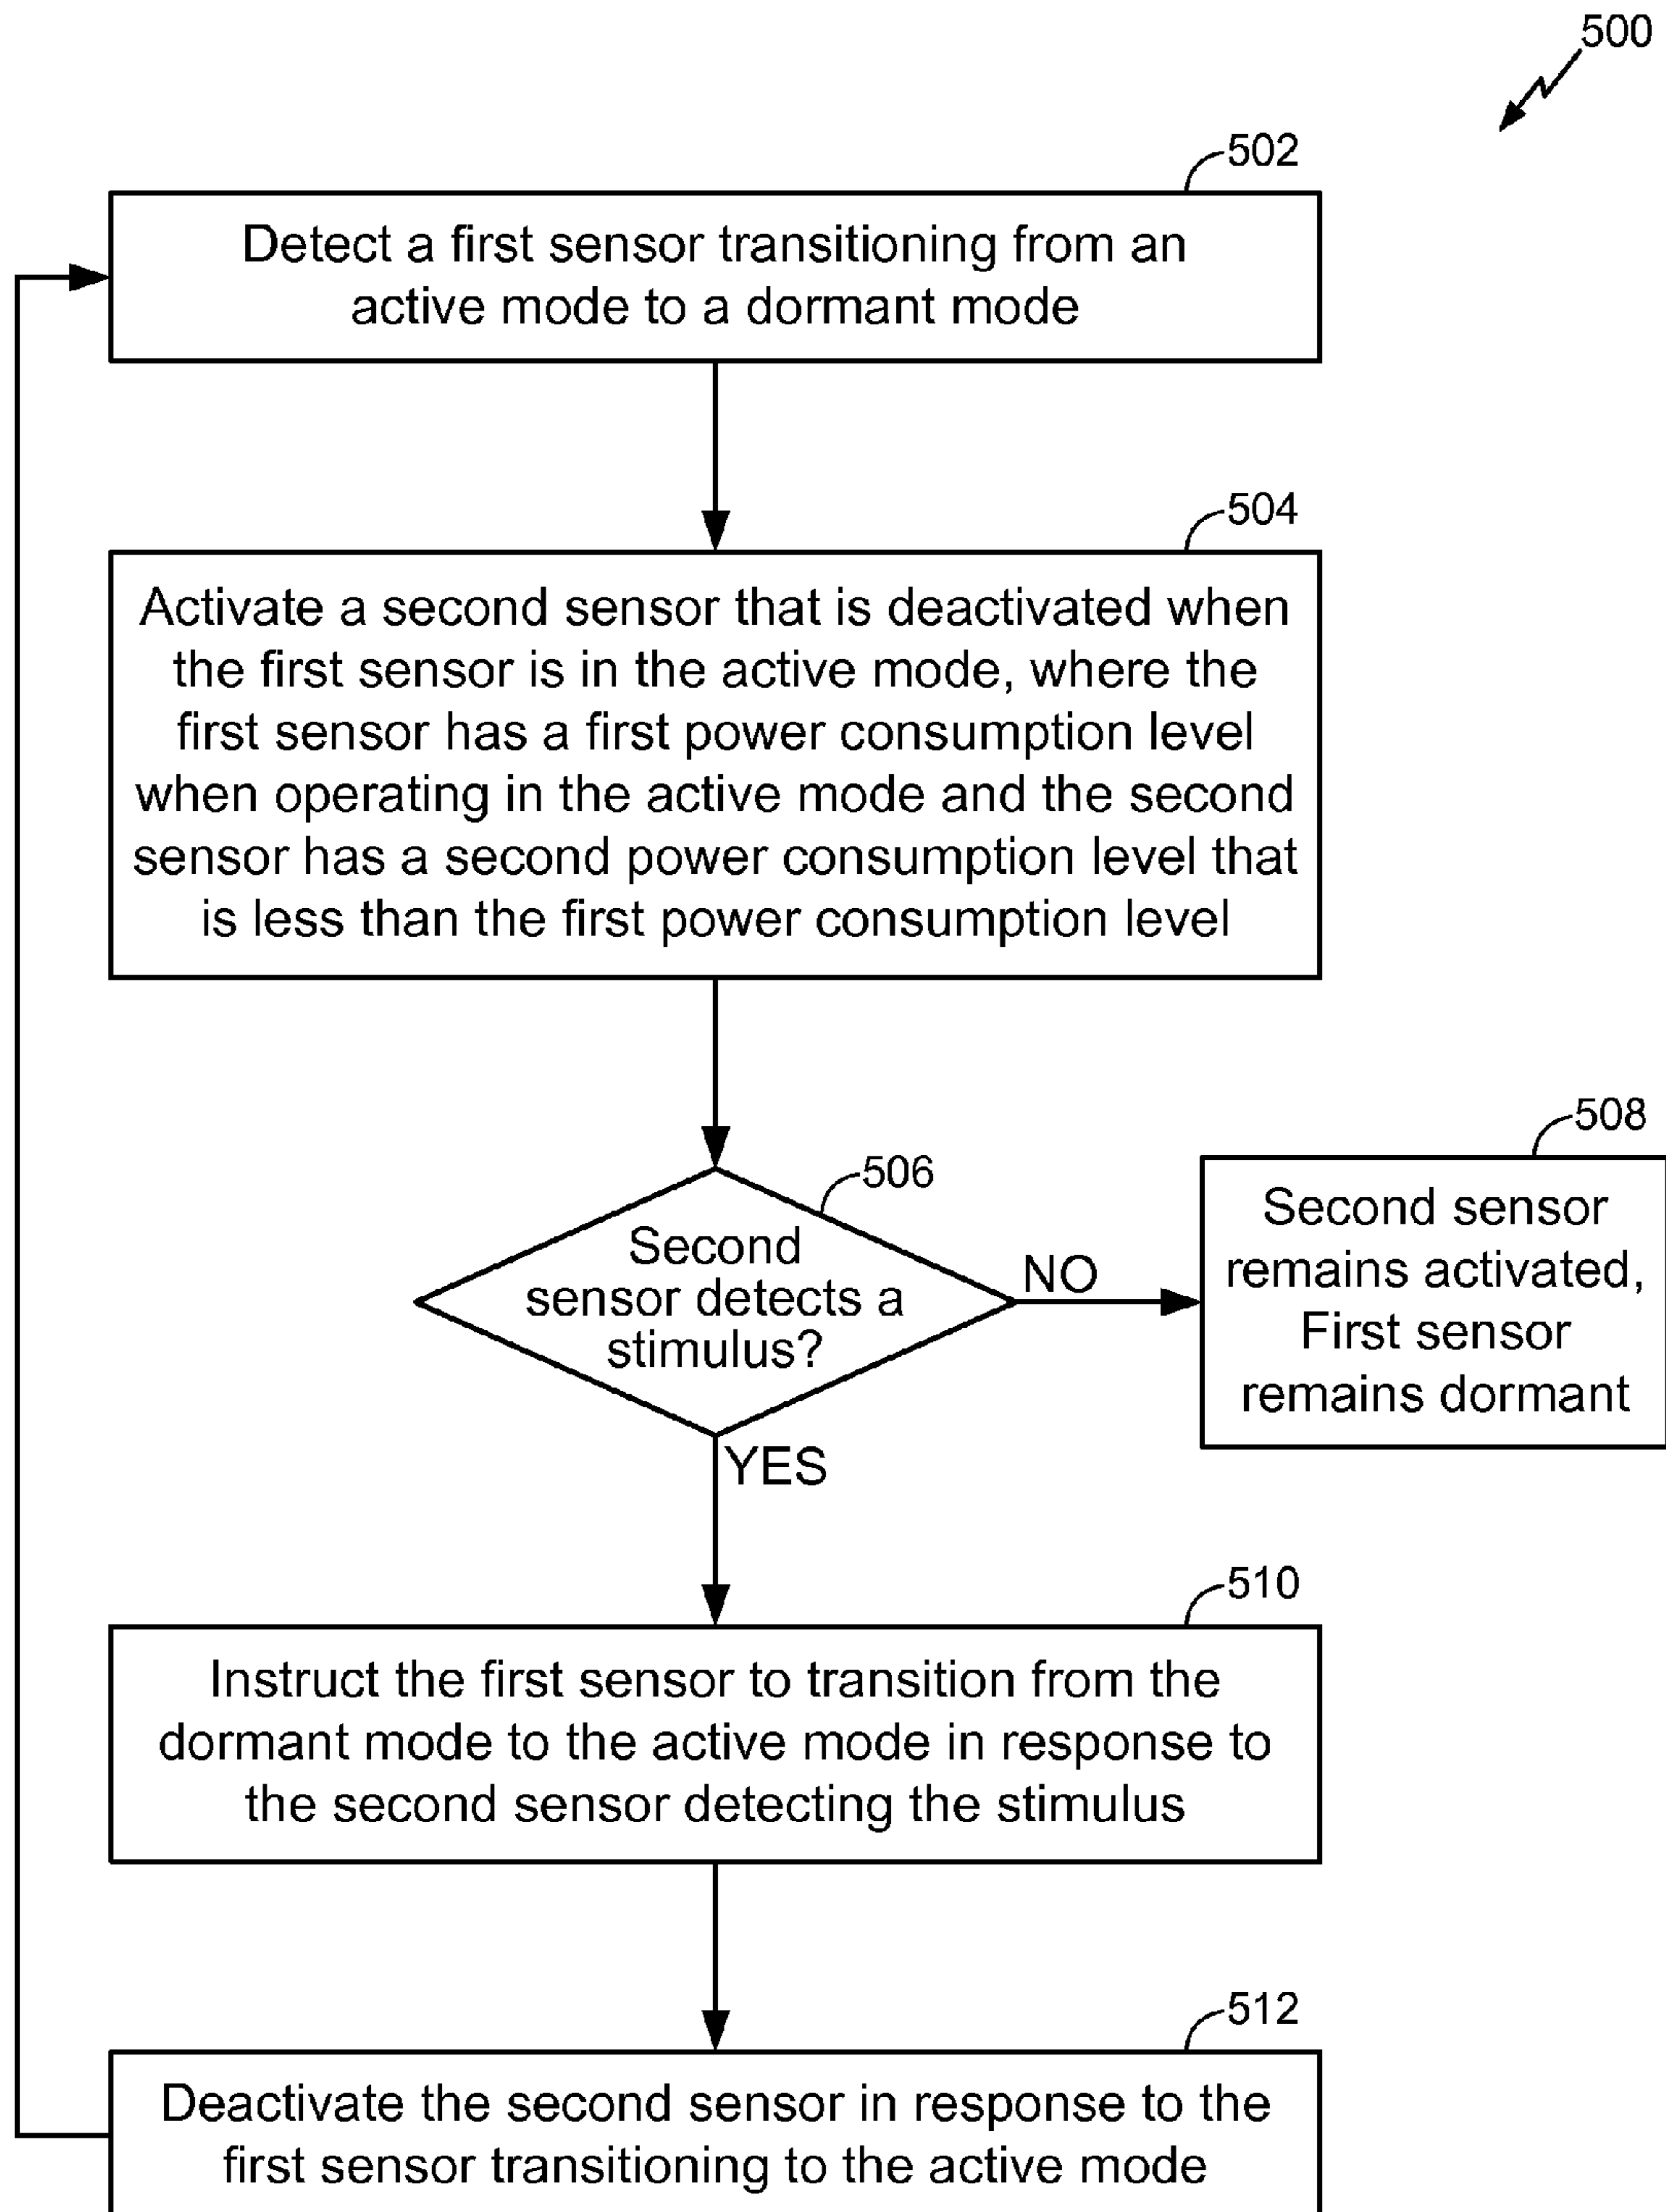 500
502
Detect a first sensor transitioning from an
active mode to a dormant mode
504
Activate a second sensor that is deactivated when
the first sensor is in the active mode, where the
first sensor has a first power consumption level
when operating in the active mode and the second
sensor has a second power consumption level that
is less than the first power consumption level
506
Second
sensor detects a
stimulus?
NO
508
Second sensor
remains activated,
First sensor
remains dormant
YES
510
Instruct the first sensor to transition from the
dormant mode to the active mode in response to
the second sensor detecting the stimulus
512
Deactivate the second sensor in response to the
first sensor transitioning to the active mode